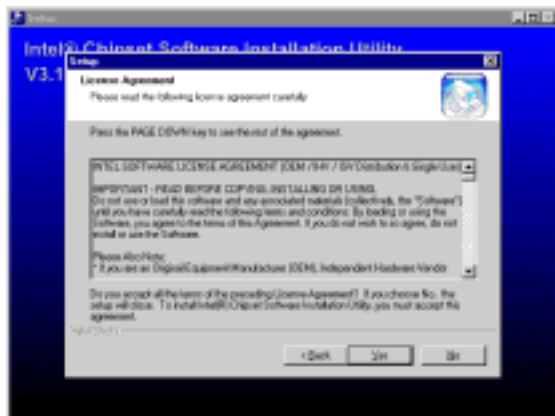 Setup
Intel® Chipset Software Installation Utility
V3.1
Setup
License Agreement
Please read the following license agreement carefully.
Press the PAGE DOWN key to see the rest of the agreement.
INTEL SOFTWARE LICENSE AGREEMENT (OEM / IHV / ISV Distribution & Single User)
IMPORTANT - READ BEFORE COPYING, INSTALLING OR USING.
Do not use or load this software and any associated materials (collectively, the "Software")
until you have carefully read the following terms and conditions. By loading or using the
Software, you agree to the terms of this Agreement. If you do not wish to so agree, do not
install or use the Software.
Please Also Note:
* If you are an Original Equipment Manufacturer (OEM), Independent Hardware Vendor
Do you accept all the terms of the preceding License Agreement? If you choose No, the
setup will close. To install Intel(R) Chipset Software Installation Utility, you must accept this
agreement.
InstallShield
< Back
Yes
No